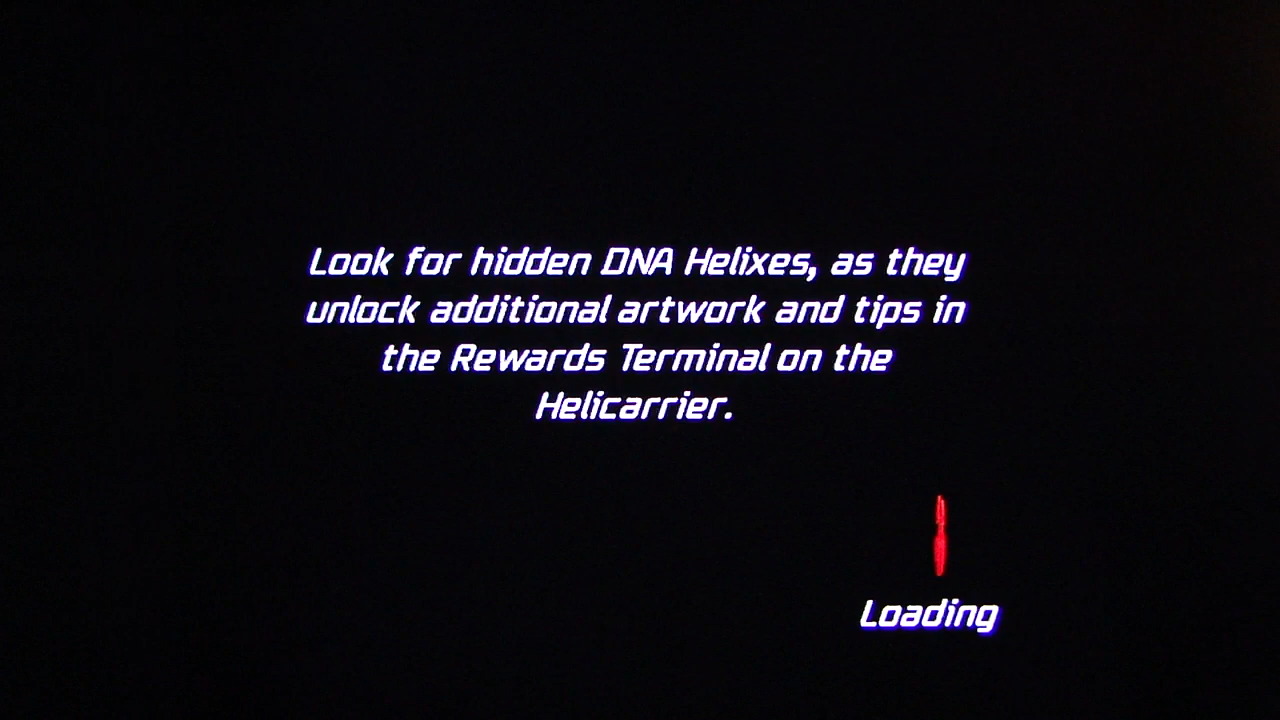 Look for hidden DNA Helixes, as they
unlock additional artwork and tips in
the Rewards Terminal on the
Helicarrier.
Loading